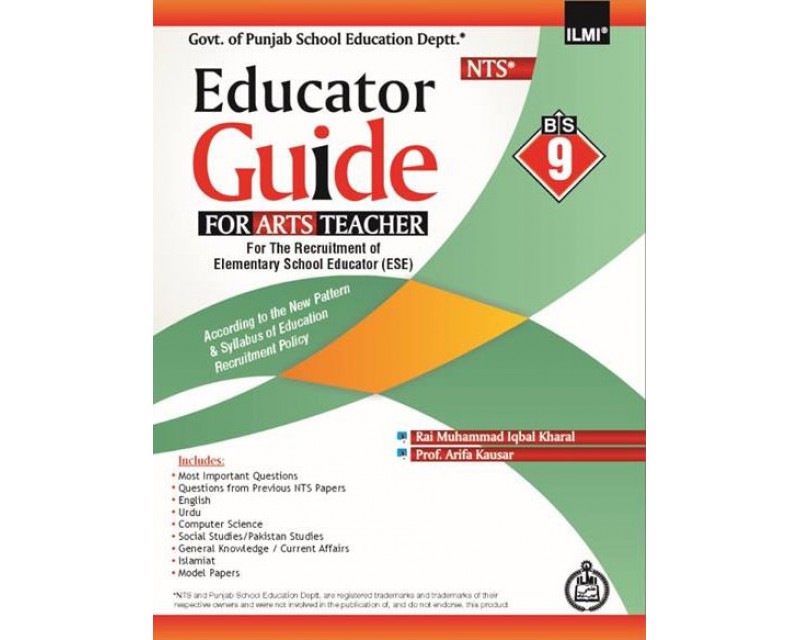 ILMI®
Govt. of Punjab School Education Deptt.*
NTS*
Educator
Guide
BS
9
FOR ARTS TEACHER
For The Recruitment of
Elementary School Educator (ESE)
According to the New Pattern
& Syllabus of Education
Recruitment Policy
Rai Muhammad Iqbal Kharal
Prof. Arifa Kausar
Includes:
• Most Important Questions
• Questions from Previous NTS Papers
• English
• Urdu
• Computer Science
• Social Studies/Pakistan Studies
• General Knowledge / Current Affairs
• Islamiat
• Model Papers
*NTS and Punjab School Education Deptt. are registered trademarks and trademarks of their
respective owners and were not involved in the publication of, and do not endorse, this product